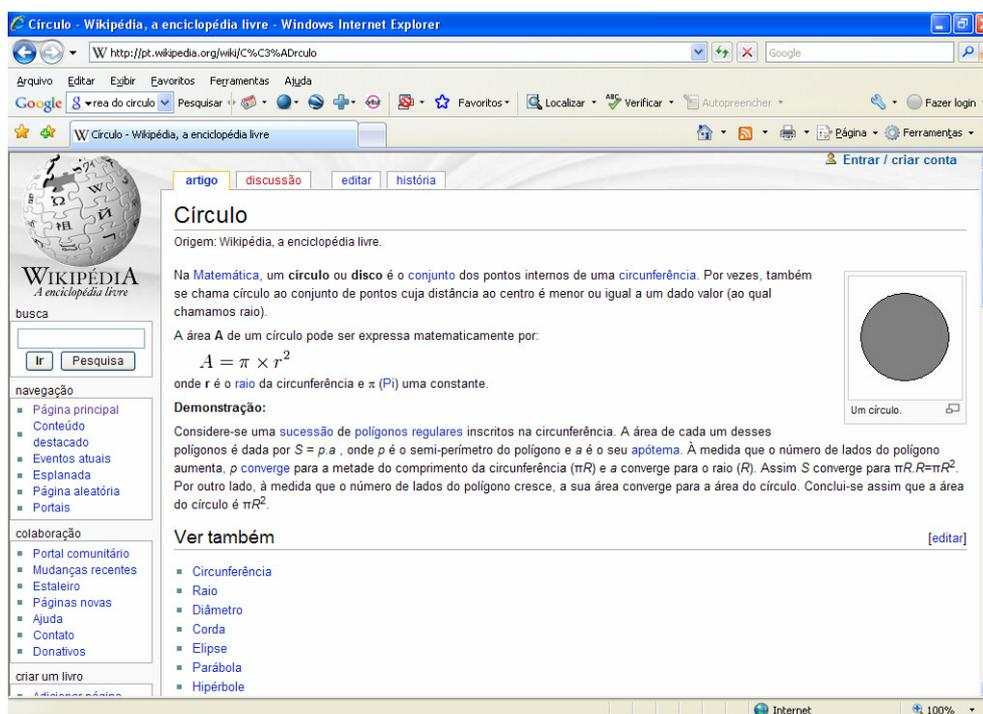 Círculo - Wikipédia, a enciclopédia livre - Windows Internet Explorer
W http://pt.wikipedia.org/wiki/C%C3%ADrculo
Google
Arquivo Editar Exibir Favoritos Ferramentas Ajuda
Google rea do circulo Pesquisar Favoritos Localizar ABC Verificar Autopreencher Fazer login
W Círculo - Wikipédia, a enciclopédia livre
Página Ferramentas
Entrar / criar conta
artigo discussão editar história
WIKIPÉDIA
A enciclopédia livre
busca
Ir Pesquisa
navegação
Página principal
Conteúdo
destacado
Eventos atuais
Esplanada
Página aleatória
Portais
colaboração
Portal comunitário
Mudanças recentes
Estaleiro
Páginas novas
Ajuda
Contato
Donativos
criar um livro
Adicionar página
Círculo
Origem: Wikipédia, a enciclopédia livre.
Na Matemática, um círculo ou disco é o conjunto dos pontos internos de uma circunferência. Por vezes, também
se chama círculo ao conjunto de pontos cuja distância ao centro é menor ou igual a um dado valor (ao qual
chamamos raio).
A área A de um círculo pode ser expressa matematicamente por:
A = π × r²
onde r é o raio da circunferência e π (Pi) uma constante.
Um círculo.
Demonstração:
Considere-se uma sucessão de polígonos regulares inscritos na circunferência. A área de cada um desses
polígonos é dada por S = p.a , onde p é o semi-perímetro do polígono e a é o seu apótema. À medida que o número de lados do polígono
aumenta, p converge para a metade do comprimento da circunferência (πR) e a converge para o raio (R). Assim S converge para πR.R=πR².
Por outro lado, à medida que o número de lados do polígono cresce, a sua área converge para a área do círculo. Conclui-se assim que a área
do círculo é πR².
Ver também
[editar]
Circunferência
Raio
Diâmetro
Corda
Elipse
Parábola
Hipérbole
Internet 100%